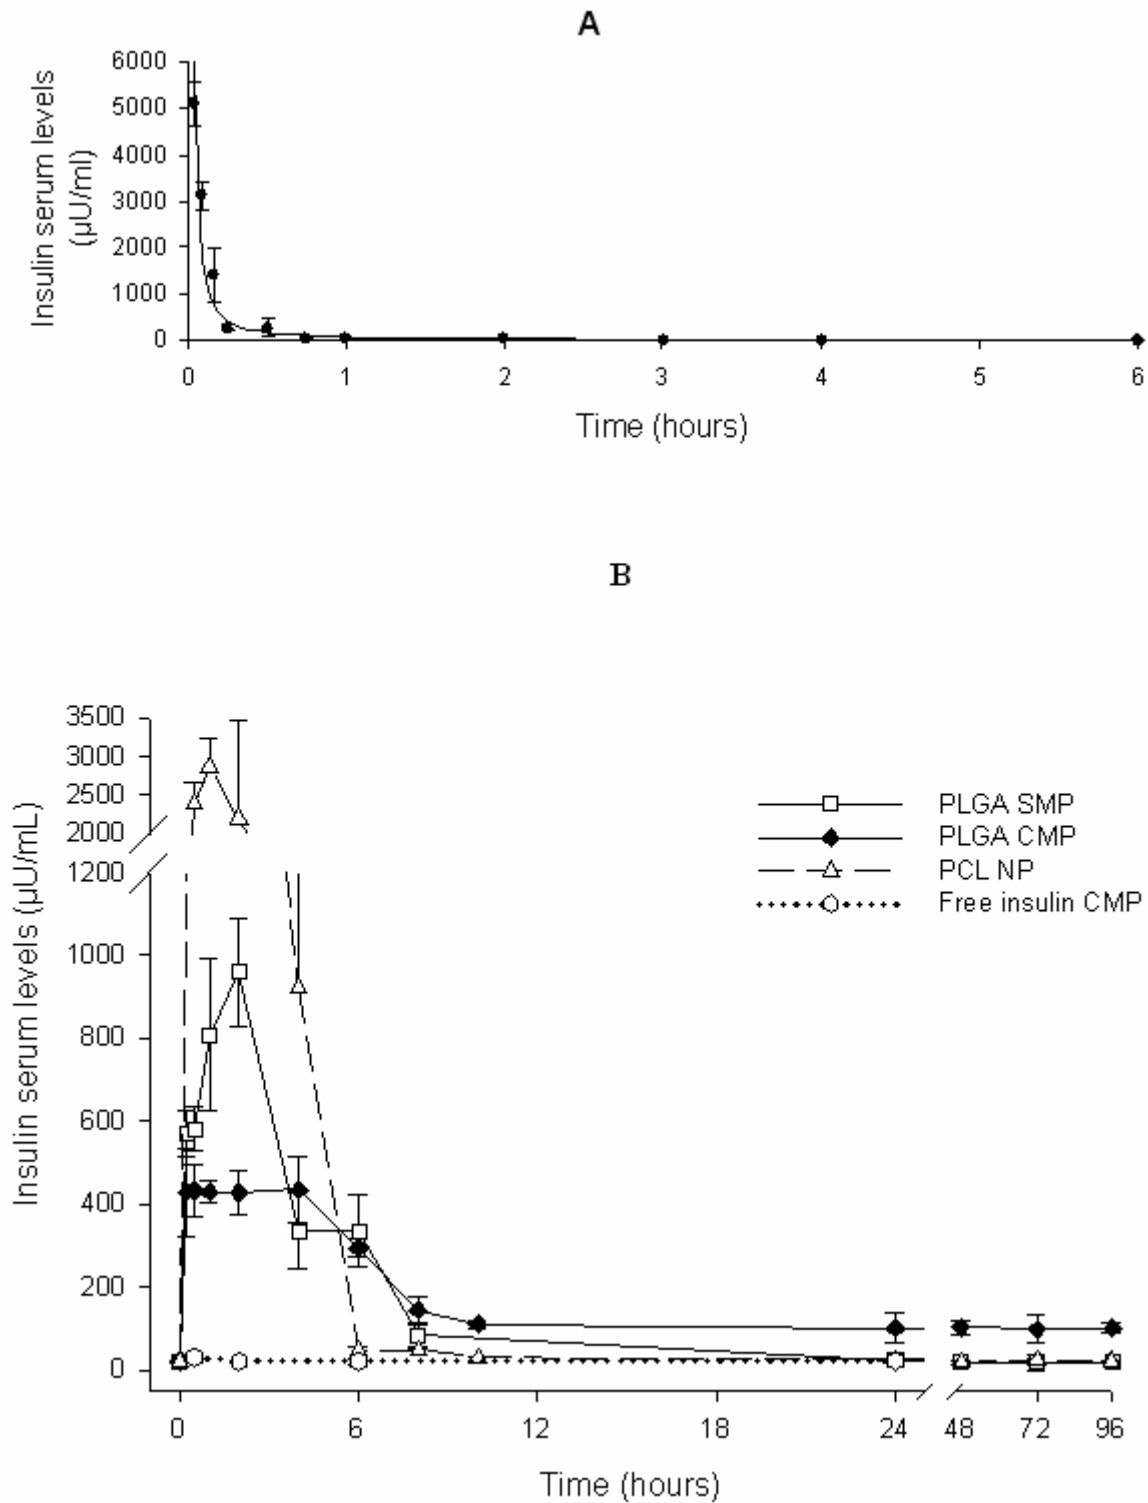 A
Insulin serum levels
(µU/ml)
6000
5000
4000
3000
2000
1000
0
0 1 2 3 4 5 6
Time (hours)
B
Insulin serum levels (µU/mL)
3500
3000
2500
2000
1200
1000
800
600
400
200
0
PLGA SMP
PLGA CMP
PCL NP
Free insulin CMP
0 6 12 18 24 48 72 96
Time (hours)